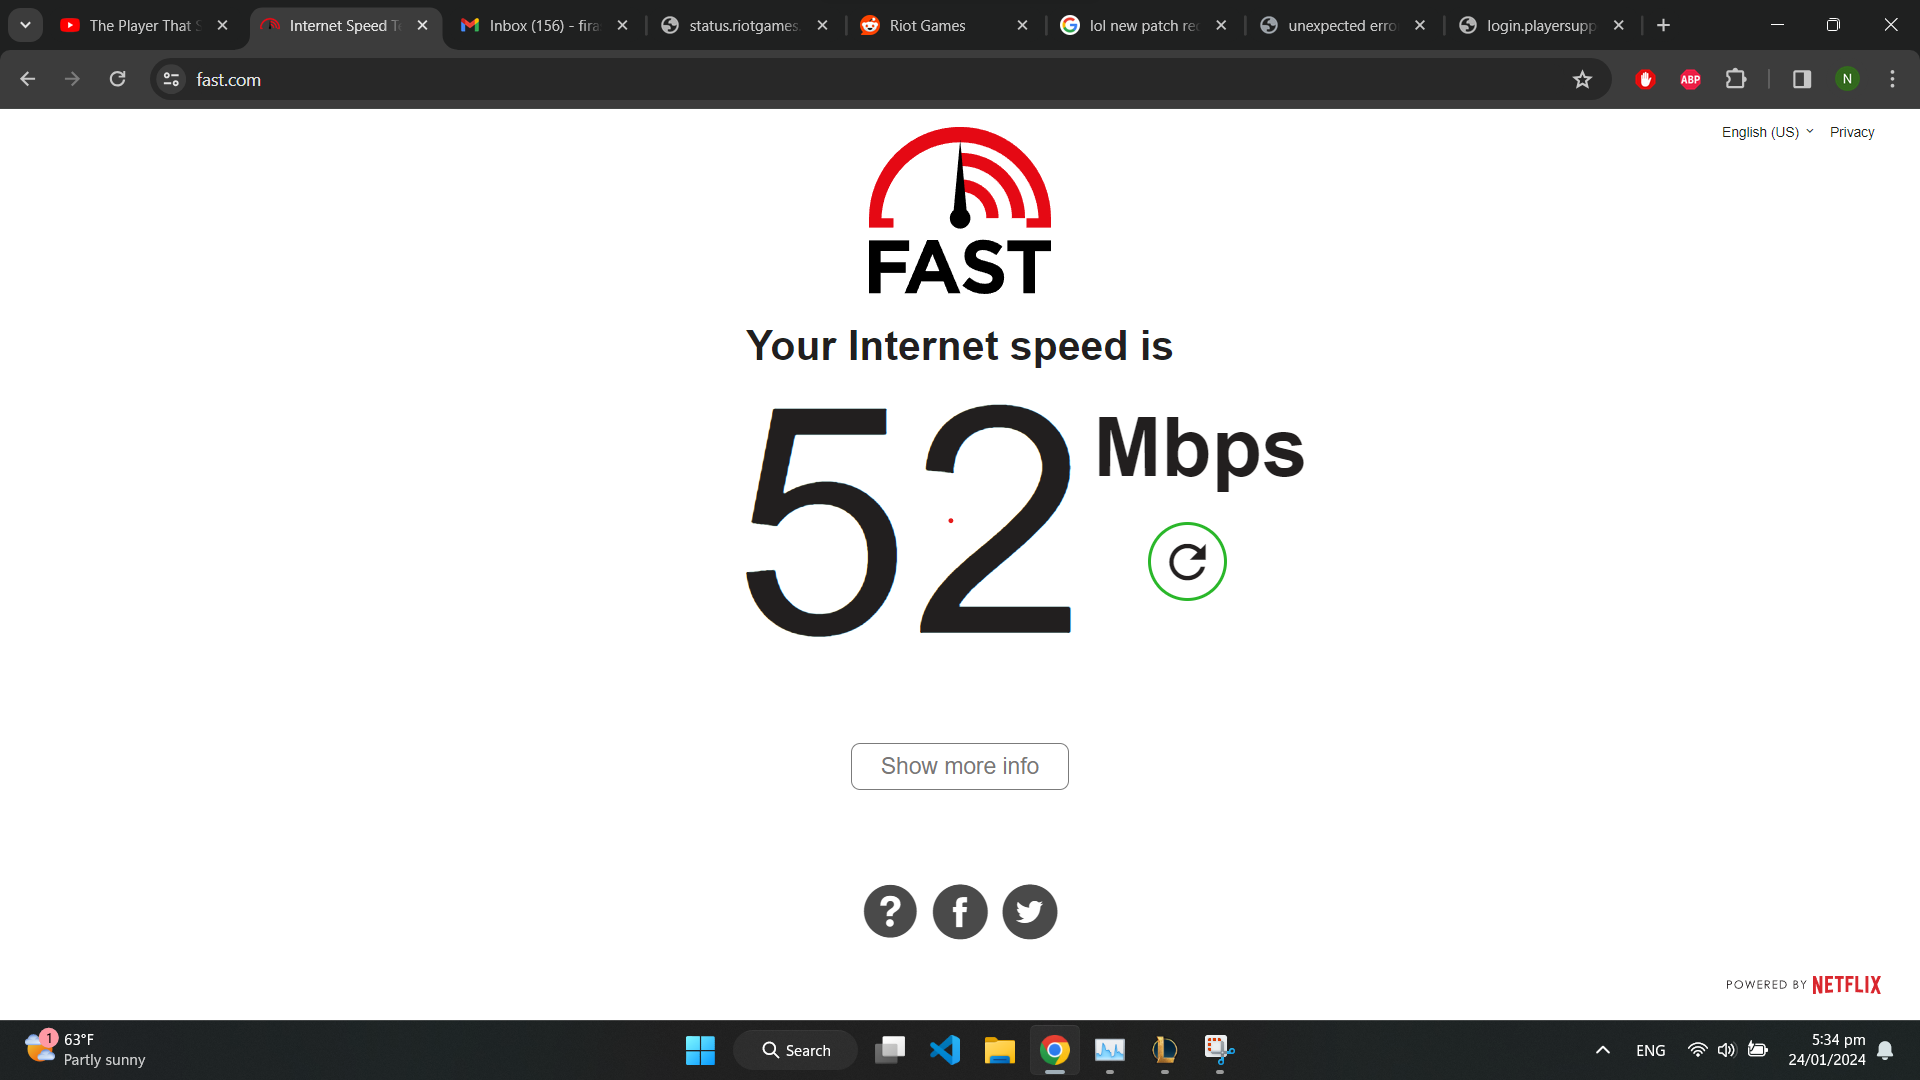 The Player That S
Internet Speed Te
Inbox (156) - fira
status.riotgames.
Riot Games
lol new patch rec
unexpected erro
login.playersupp
fast.com
ABP
N
English (US)
Privacy
FAST
Your Internet speed is
52 Mbps
Show more info
?
f
POWERED BY NETFLIX
1
63°F
Partly sunny
Search
ENG
5:34 pm
24/01/2024